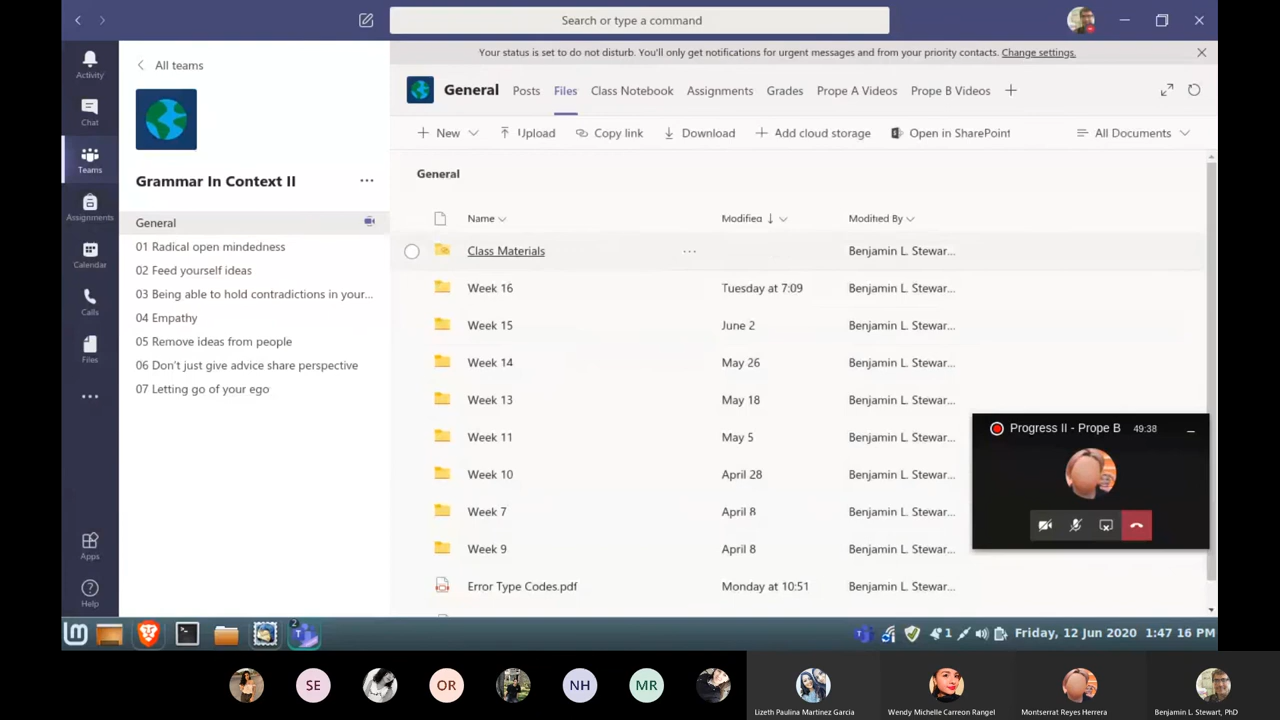 Search or type a command
Your status is set to do not disturb. You'll only get notifications for urgent messages and from your priority contacts. Change settings.
Activity
Chat
Teams
Assignments
Calendar
Calls
Files
Apps
Help
All teams
Grammar In Context II
General
01 Radical open mindedness
02 Feed yourself ideas
03 Being able to hold contradictions in your...
04 Empathy
05 Remove ideas from people
06 Don't just give advice share perspective
07 Letting go of your ego
General Posts Files Class Notebook Assignments Grades Prope A Videos Prope B Videos
New Upload Copy link Download Add cloud storage Open in SharePoint All Documents
General
Name Modified Modified By
Class Materials Benjamin L. Stewar...
Week 16 Tuesday at 7:09 Benjamin L. Stewar...
Week 15 June 2 Benjamin L. Stewar...
Week 14 May 26 Benjamin L. Stewar...
Week 13 May 18 Benjamin L. Stewar...
Week 11 May 5 Benjamin L. Stewar...
Week 10 April 28 Benjamin L. Stewar...
Week 7 April 8 Benjamin L. Stewar...
Week 9 April 8 Benjamin L. Stewar...
Error Type Codes.pdf Monday at 10:51 Benjamin L. Stewar...
Progress II - Prope B 49:38
2
1 Friday, 12 Jun 2020 1:47 16 PM
SE OR NH MR
Lizeth Paulina Martinez Garcia Wendy Michelle Carreon Rangel Montserrat Reyes Herrera Benjamin L. Stewart, PhD